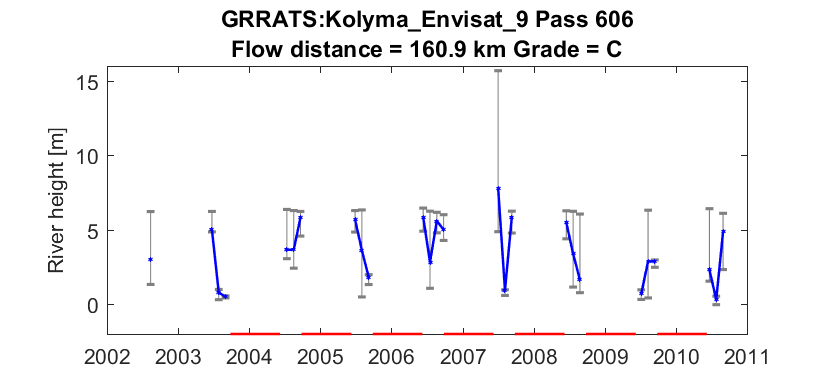 GRRATS:Kolyma_Envisat_9 Pass 606
Flow distance = 160.9 km Grade = C
River height [m]
15
10
5
0
2002 2003 2004 2005 2006 2007 2008 2009 2010 2011